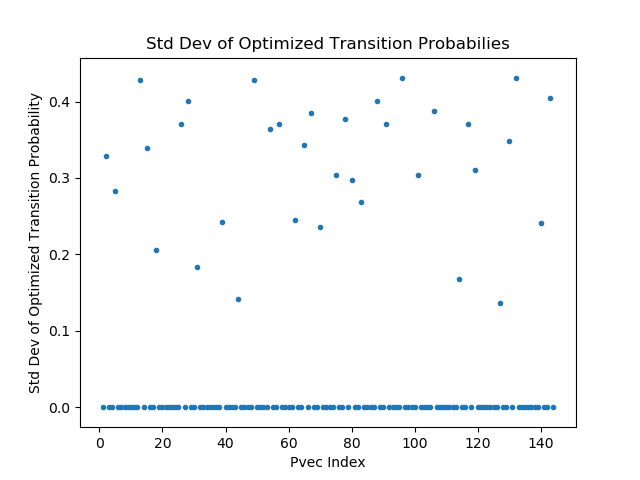 Std Dev of Optimized Transition Probabilies
Std Dev of Optimized Transition Probability
0.4
0.3
0.2
0.1
0.0
0 20 40 60 80 100 120 140
Pvec Index